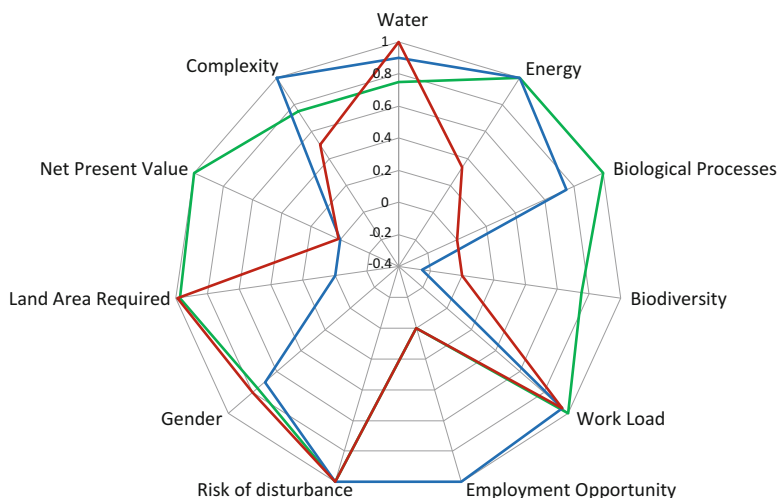 Water
1
Complexity
Energy
0.8
0.6
0.4
Net Present Value
Biological Processes
0.2
0
-0.2
-0.4
Land Area Required
Biodiversity
Gender
Work Load
Risk of disturbance
Employment Opportunity